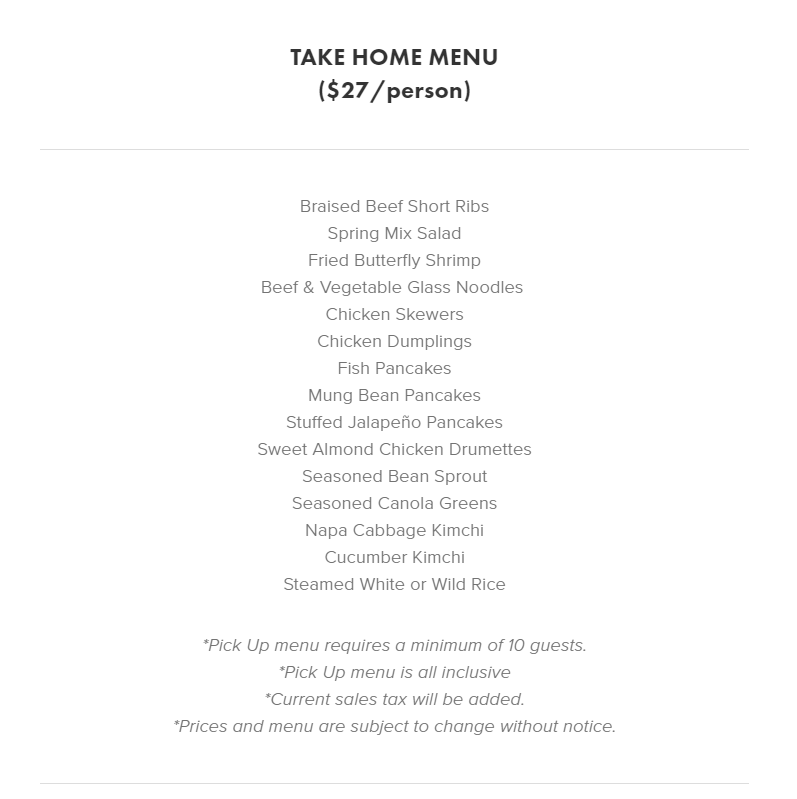 TAKE HOME MENU
($27/person)
Braised Beef Short Ribs
Spring Mix Salad
Fried Butterfly Shrimp
Beef & Vegetable Glass Noodles
Chicken Skewers
Chicken Dumplings
Fish Pancakes
Mung Bean Pancakes
Stuffed Jalapeño Pancakes
Sweet Almond Chicken Drumettes
Seasoned Bean Sprout
Seasoned Canola Greens
Napa Cabbage Kimchi
Cucumber Kimchi
Steamed White or Wild Rice
*Pick Up menu requires a minimum of 10 guests.
*Pick Up menu is all inclusive
*Current sales tax will be added.
*Prices and menu are subject to change without notice.